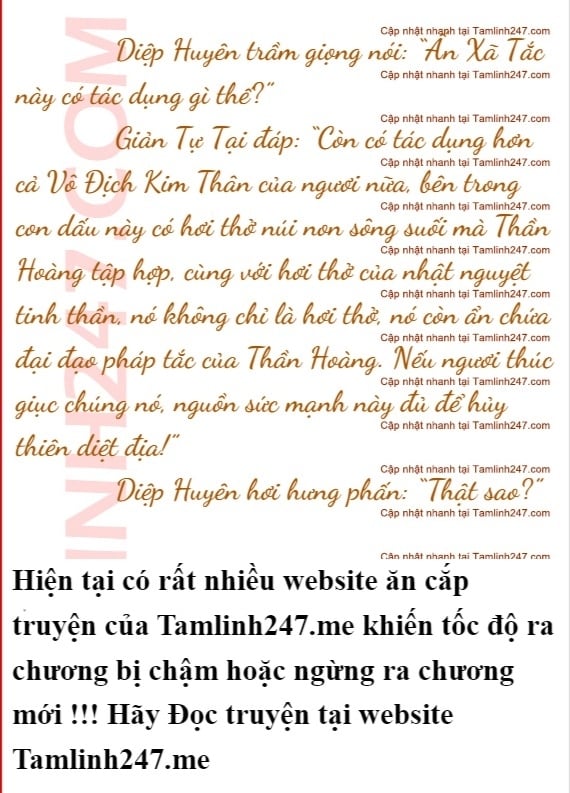 Cập nhật nhanh tại Tamlinh247.com
Diệp Huyên trầm giọng nói: “Ấn Xã Tắc
Cập nhật nhanh tại Tamlinh247.com
này có tác dụng gì thế?”
Cập nhật nhanh tại Tamlinh247.com
Giản Tự Tại đáp: “Còn có tác dụng hơn
Cập nhật nhanh tại Tamlinh247.com
cả Vô Địch Kim Thân của ngươi nữa, bên trong
Cập nhật nhanh tại Tamlinh247.com
con dấu này có hơi thở núi non sông suối mà Thần
Cập nhật nhanh tại Tamlinh247.com
Hoàng tập hợp, cùng với hơi thở của nhật nguyệt
Cập nhật nhanh tại Tamlinh247.com
tinh thần, nó không chỉ là hơi thở, nó còn ẩn chứa
Cập nhật nhanh tại Tamlinh247.com
đại đạo pháp tắc của Thần Hoàng. Nếu ngươi thúc
Cập nhật nhanh tại Tamlinh247.com
giục chúng nó, nguồn sức mạnh này đủ để hủy
Cập nhật nhanh tại Tamlinh247.com
thiên diệt địa!”
Cập nhật nhanh tại Tamlinh247.com
Diệp Huyên hơi hưng phấn: “Thật sao?”
Cập nhật nhanh tại Tamlinh247.com
Cập nhật nhanh tại Tamlinh247.com
INH247.COM
Hiện tại có rất nhiều website ăn cắp
truyện của Tamlinh247.me khiến tốc độ ra
chương bị chậm hoặc ngừng ra chương
mới !!! Hãy Đọc truyện tại website
Tamlinh247.me